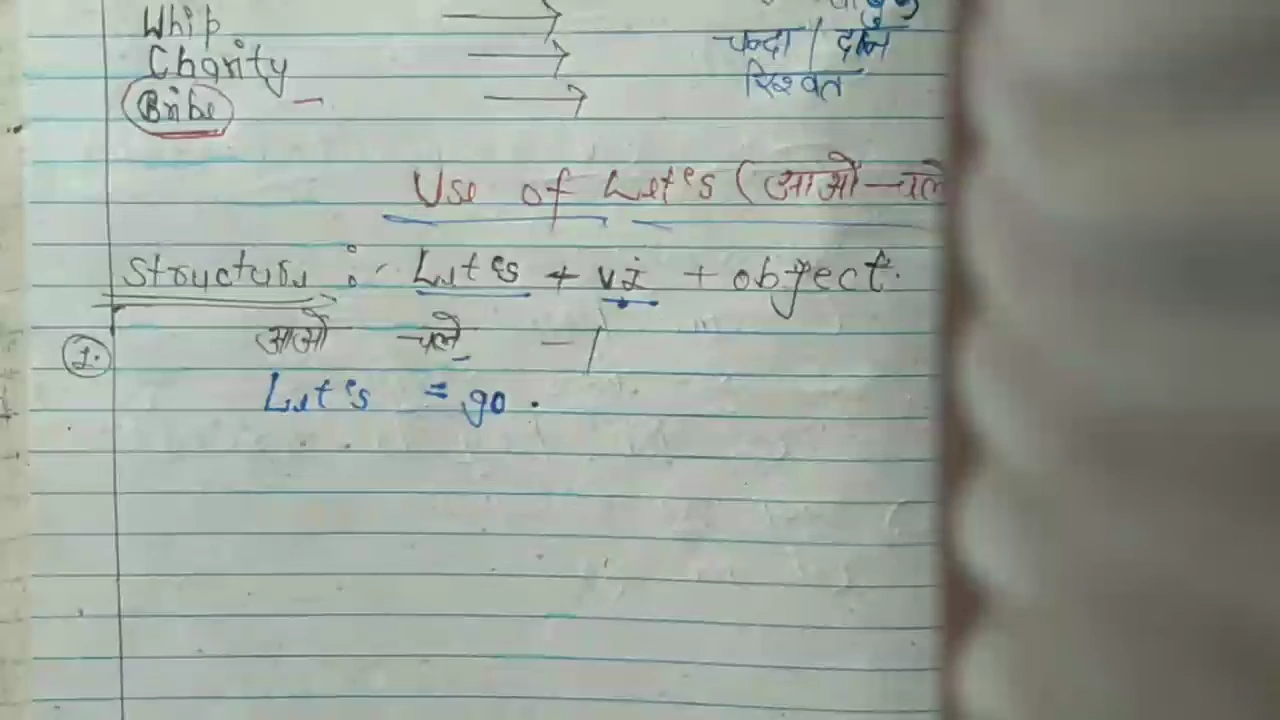 Whip →
Charity → चन्दा / दान
Bribe — → रिश्वत
Use of Let's (आओ-चले
Structure :- Let's + V1 + object.
1. आओ चले -|
Let's = go .